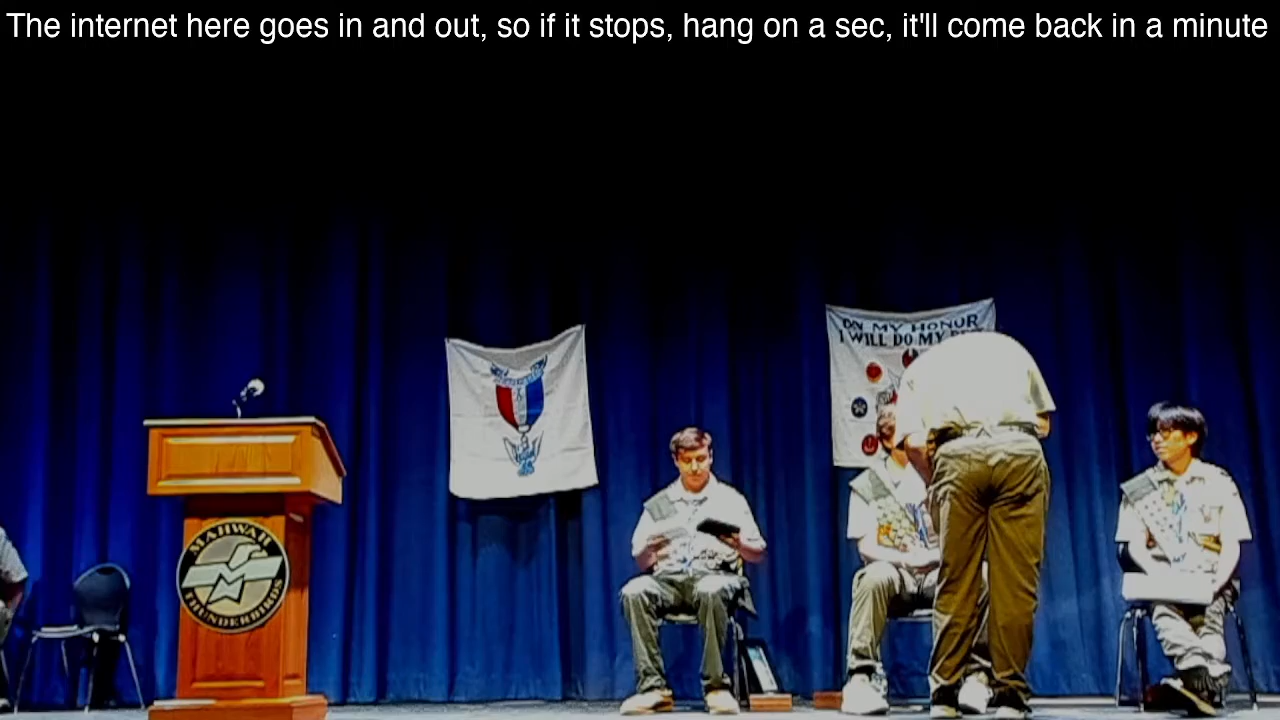 The internet here goes in and out, so if it stops, hang on a sec, it'll come back in a minute
ON MY HONOR
I WILL DO MY
MAHWAH
M
THUNDERBIRDS